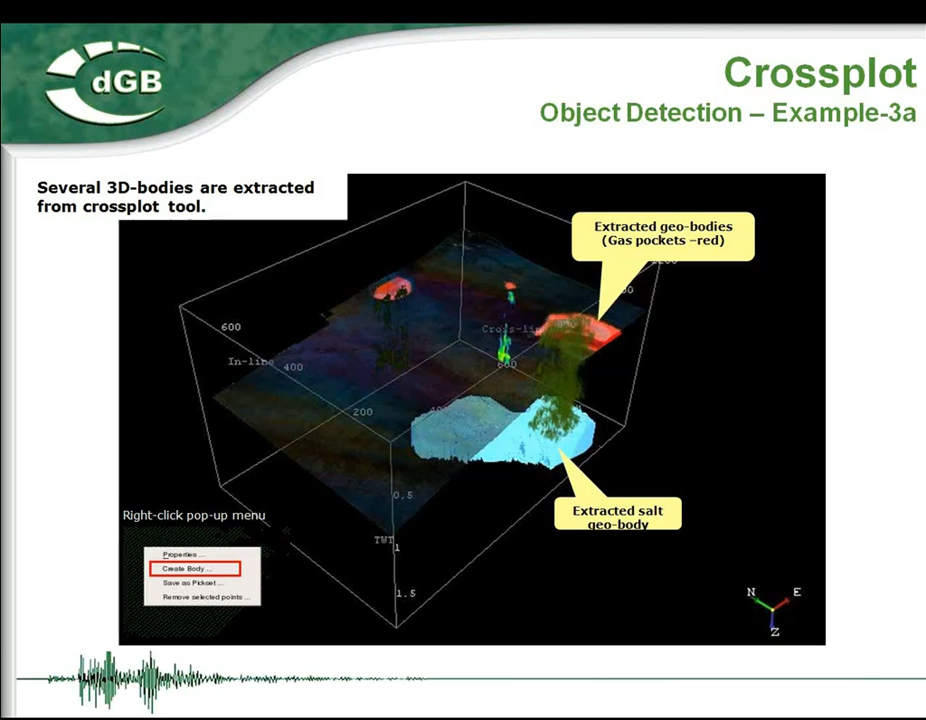 dGB
Crossplot
Object Detection – Example-3a
Several 3D-bodies are extracted
from crossplot tool.
Extracted geo-bodies
(Gas pockets –red)
600
In-line
400
200
Cross-lin
600
0.5
TWT
1
1.5
Extracted salt
geo-body
Right-click pop-up menu
Properties ...
Create Body ...
Save as Pickset ...
Remove selected points ...
N
E
Z